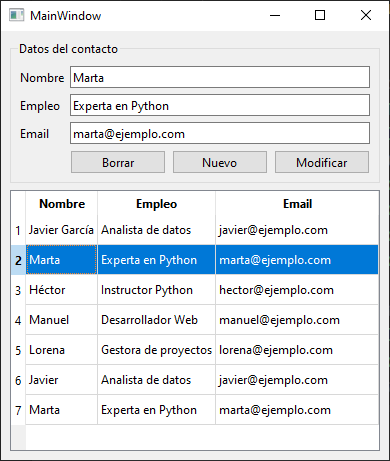 MainWindow
Datos del contacto
Nombre Marta
Empleo Experta en Python
Email marta@ejemplo.com
Borrar Nuevo Modificar
Nombre Empleo Email
1 Javier García Analista de datos javier@ejemplo.com
2 Marta Experta en Python marta@ejemplo.com
3 Héctor Instructor Python hector@ejemplo.com
4 Manuel Desarrollador Web manuel@ejemplo.com
5 Lorena Gestora de proyectos lorena@ejemplo.com
6 Javier Analista de datos javier@ejemplo.com
7 Marta Experta en Python marta@ejemplo.com